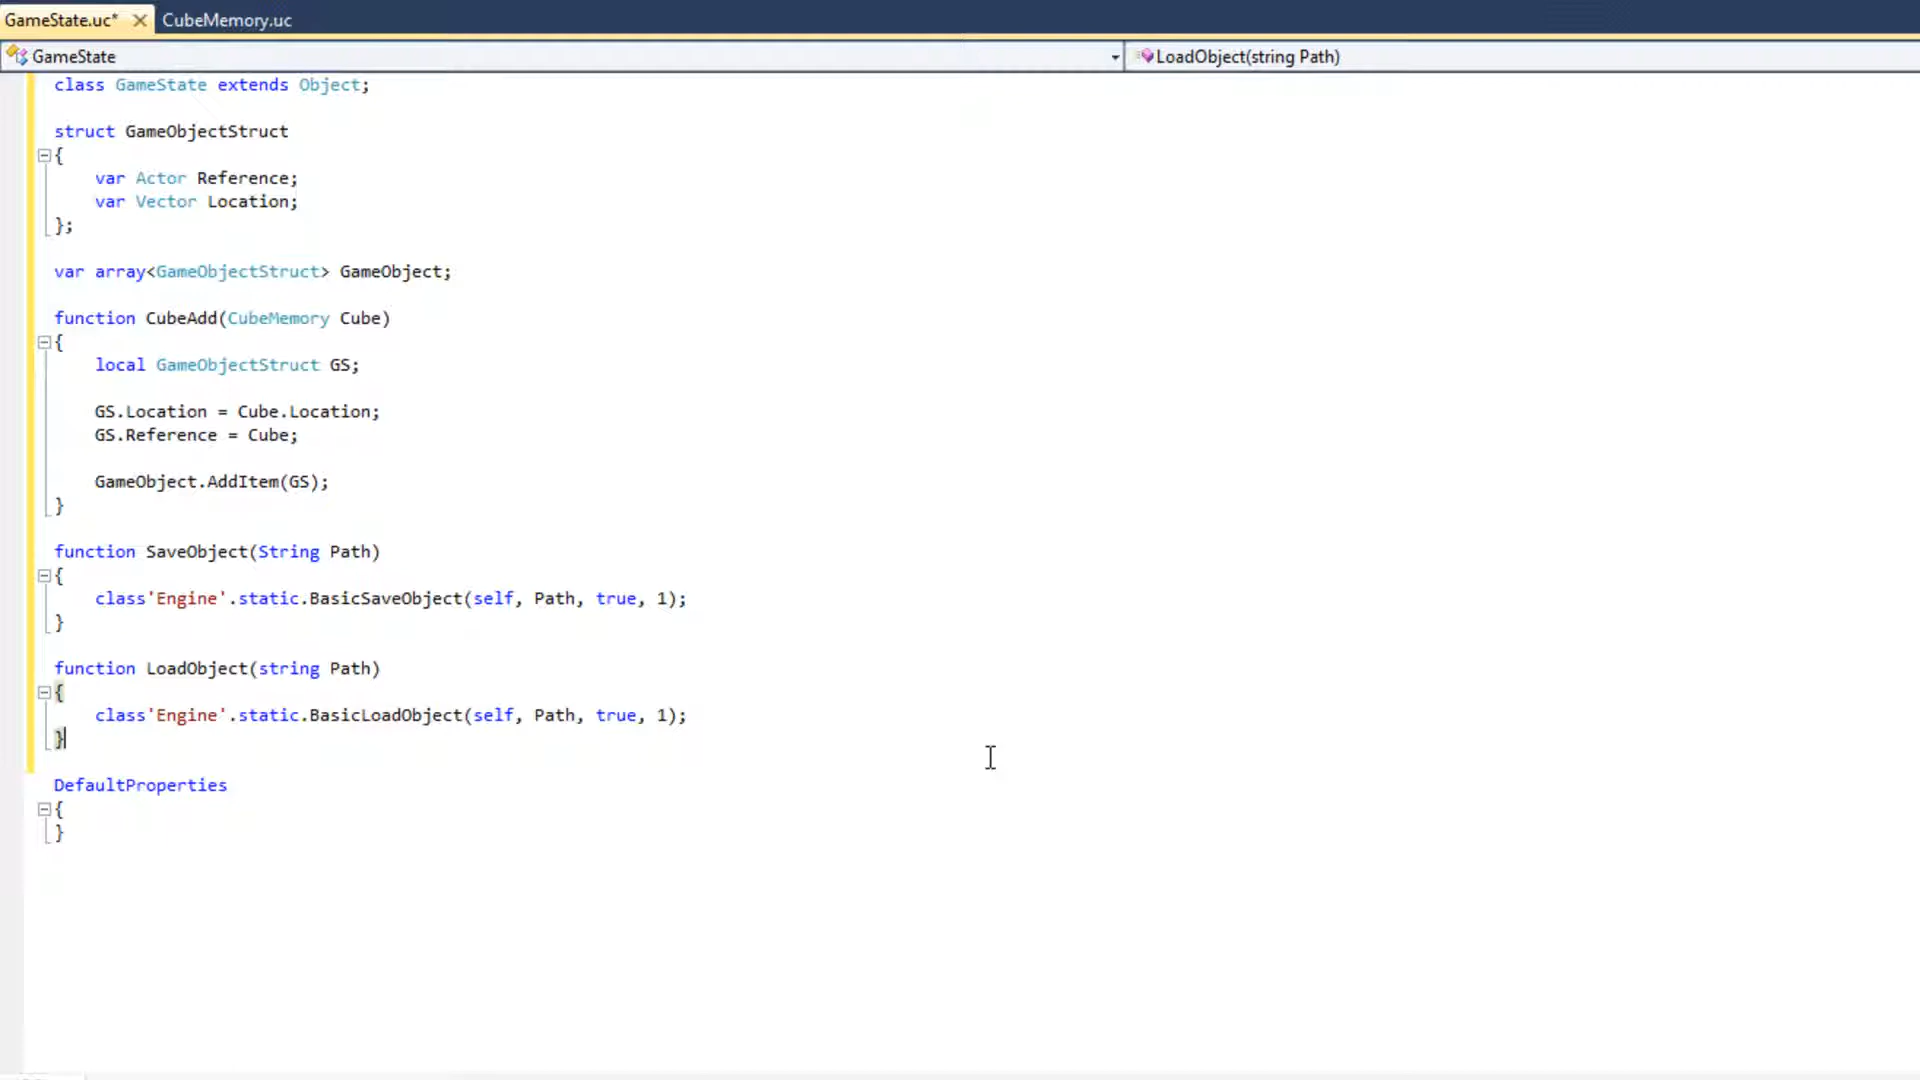 GameState.uc* CubeMemory.uc
GameState LoadObject(string Path)
class GameState extends Object;
struct GameObjectStruct
{
var Actor Reference;
var Vector Location;
};
var array<GameObjectStruct> GameObject;
function CubeAdd(CubeMemory Cube)
{
local GameObjectStruct GS;
GS.Location = Cube.Location;
GS.Reference = Cube;
GameObject.AddItem(GS);
}
function SaveObject(String Path)
{
class'Engine'.static.BasicSaveObject(self, Path, true, 1);
}
function LoadObject(string Path)
{
class'Engine'.static.BasicLoadObject(self, Path, true, 1);
}
DefaultProperties
{
}